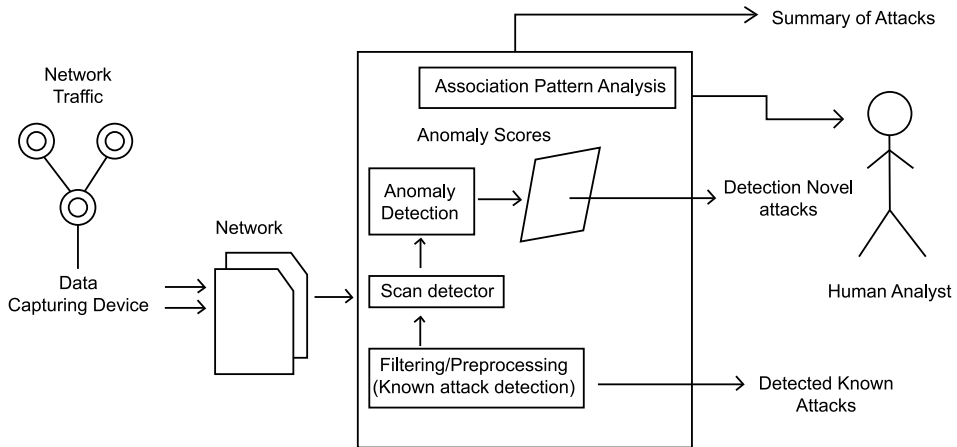 Summary of Attacks
Network
Traffic
Association Pattern Analysis
Anomaly Scores
Anomaly
Detection
Detection Novel
attacks
Network
Data
Capturing Device
Scan detector
Human Analyst
Filtering/Preprocessing
(Known attack detection)
Detected Known
Attacks